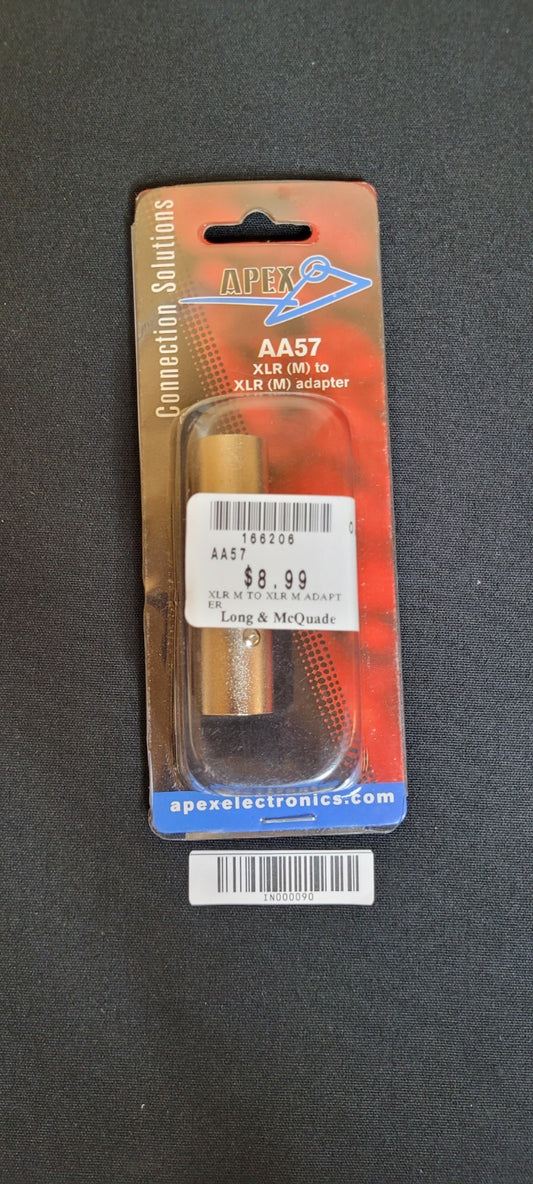 Connection Solutions
APEX
AA57
XLR (M) to
XLR (M) adapter
166206
AA57
$8.99
XLR M TO XLR M ADAPT
ER
Long & McQuade
apexelectronics.com
IN000090